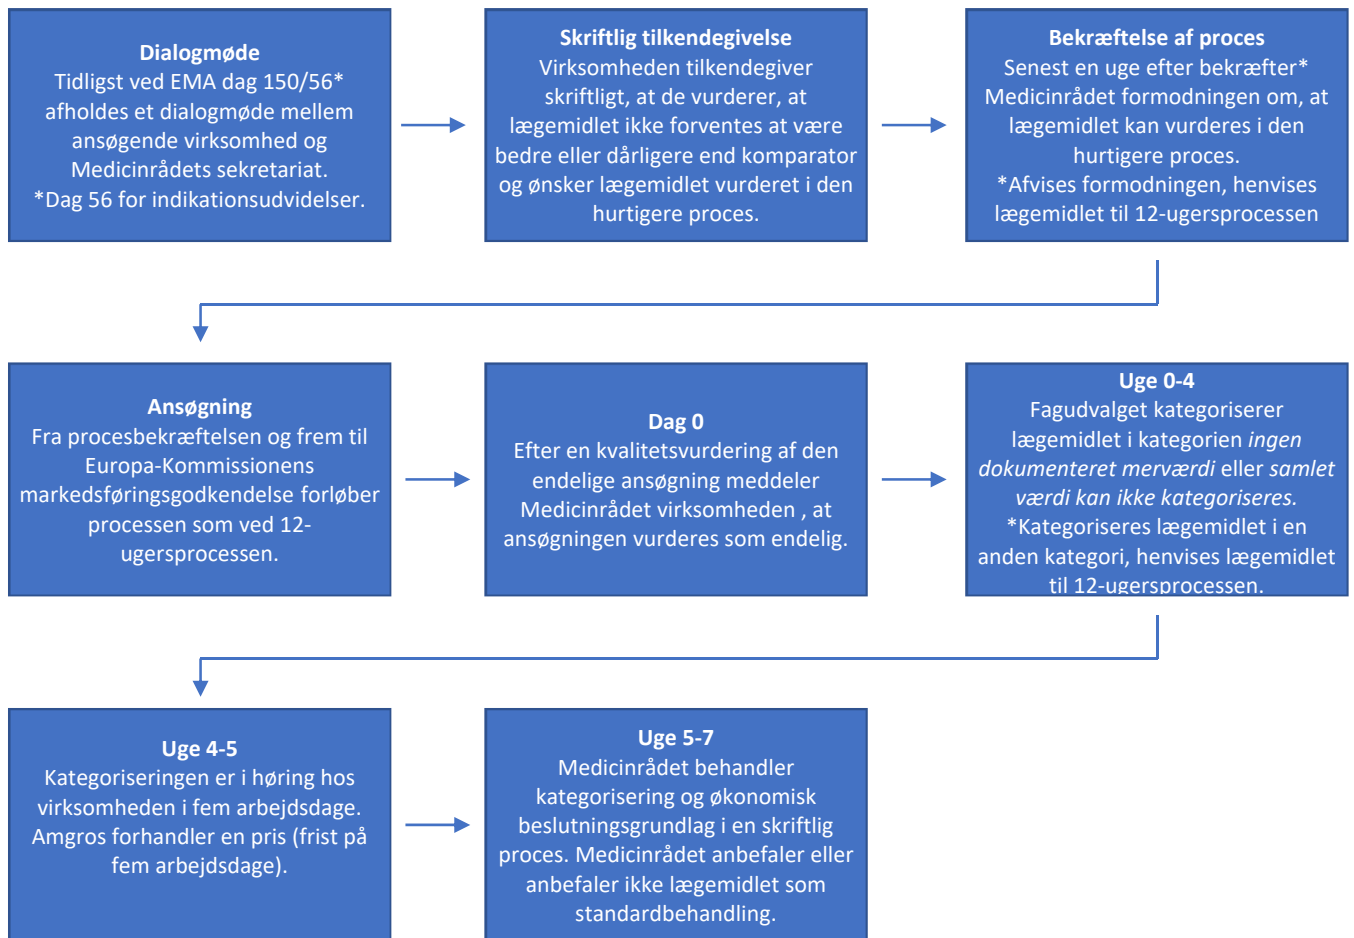 Dialogmøde
Tidligst ved EMA dag 150/56*
afholdes et dialogmøde mellem
ansøgende virksomhed og
Medicinrådets sekretariat.
*Dag 56 for indikationsudvidelser.
Skriftlig tilkendegivelse
Virksomheden tilkendegiver
skriftligt, at de vurderer, at
lægemidlet ikke forventes at være
bedre eller dårligere end komparator
og ønsker lægemidlet vurderet i den
hurtigere proces.
Bekræftelse af proces
Senest en uge efter bekræfter*
Medicinrådet formodningen om, at
lægemidlet kan vurderes i den
hurtigere proces.
*Afvises formodningen, henvises
lægemidlet til 12-ugersprocessen
Ansøgning
Fra procesbekræftelsen og frem til
Europa-Kommissionens
markedsføringsgodkendelse forløber
processen som ved 12-
ugersprocessen.
Dag 0
Efter en kvalitetsvurdering af den
endelige ansøgning meddeler
Medicinrådet virksomheden , at
ansøgningen vurderes som endelig.
Uge 0-4
Fagudvalget kategoriserer
lægemidlet i kategorien ingen
dokumenteret merværdi eller samlet
værdi kan ikke kategoriseres.
*Kategoriseres lægemidlet i en
anden kategori, henvises lægemidlet
til 12-ugersprocessen.
Uge 4-5
Kategoriseringen er i høring hos
virksomheden i fem arbejdsdage.
Amgros forhandler en pris (frist på
fem arbejdsdage).
Uge 5-7
Medicinrådet behandler
kategorisering og økonomisk
beslutningsgrundlag i en skriftlig
proces. Medicinrådet anbefaler eller
anbefaler ikke lægemidlet som
standardbehandling.